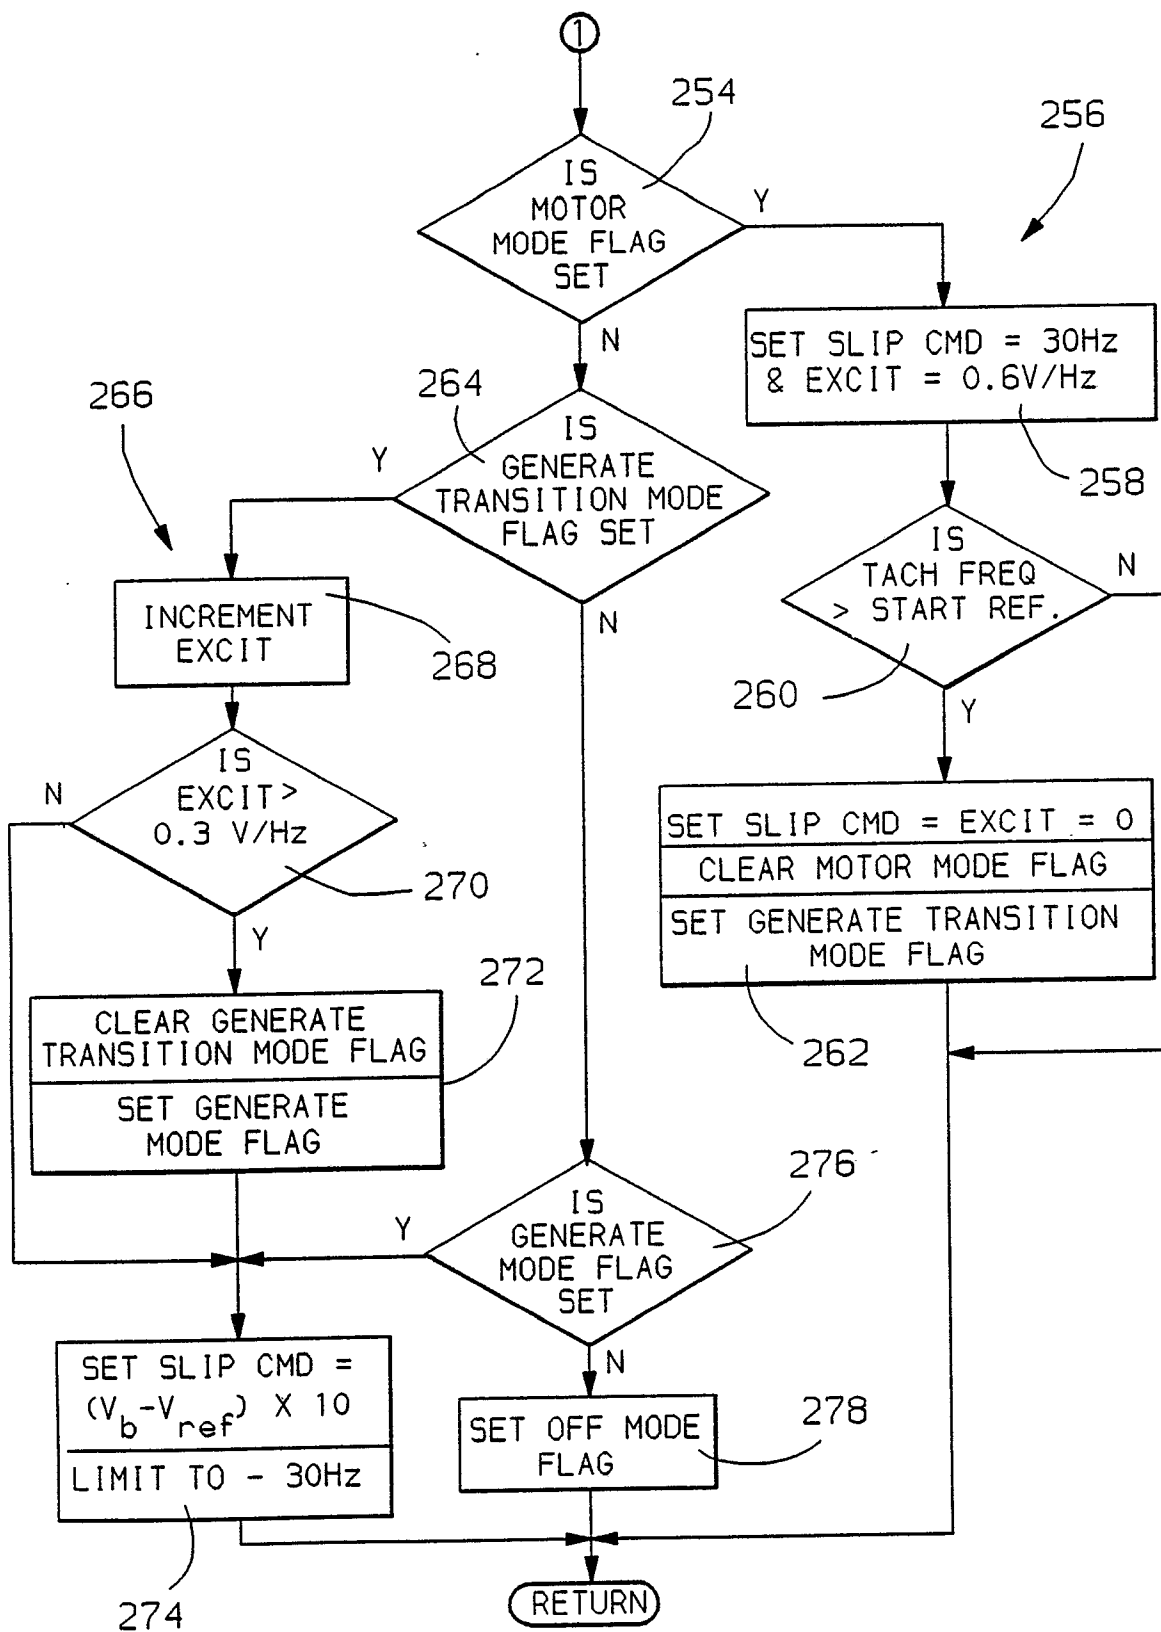 1
254
256
IS
MOTOR
MODE FLAG
SET
Y
N
SET SLIP CMD = 30Hz
& EXCIT = 0.6V/Hz
258
264
266
IS
GENERATE
TRANSITION MODE
FLAG SET
Y
N
IS
TACH FREQ
> START REF.
N
260
Y
INCREMENT
EXCIT
268
IS
EXCIT >
0.3 V/Hz
N
270
Y
SET SLIP CMD = EXCIT = 0
CLEAR MOTOR MODE FLAG
SET GENERATE TRANSITION
MODE FLAG
262
272
CLEAR GENERATE
TRANSITION MODE FLAG
SET GENERATE
MODE FLAG
276
IS
GENERATE
MODE FLAG
SET
Y
N
SET SLIP CMD =
(Vb-Vref) X 10
LIMIT TO - 30Hz
274
SET OFF MODE
FLAG
278
RETURN